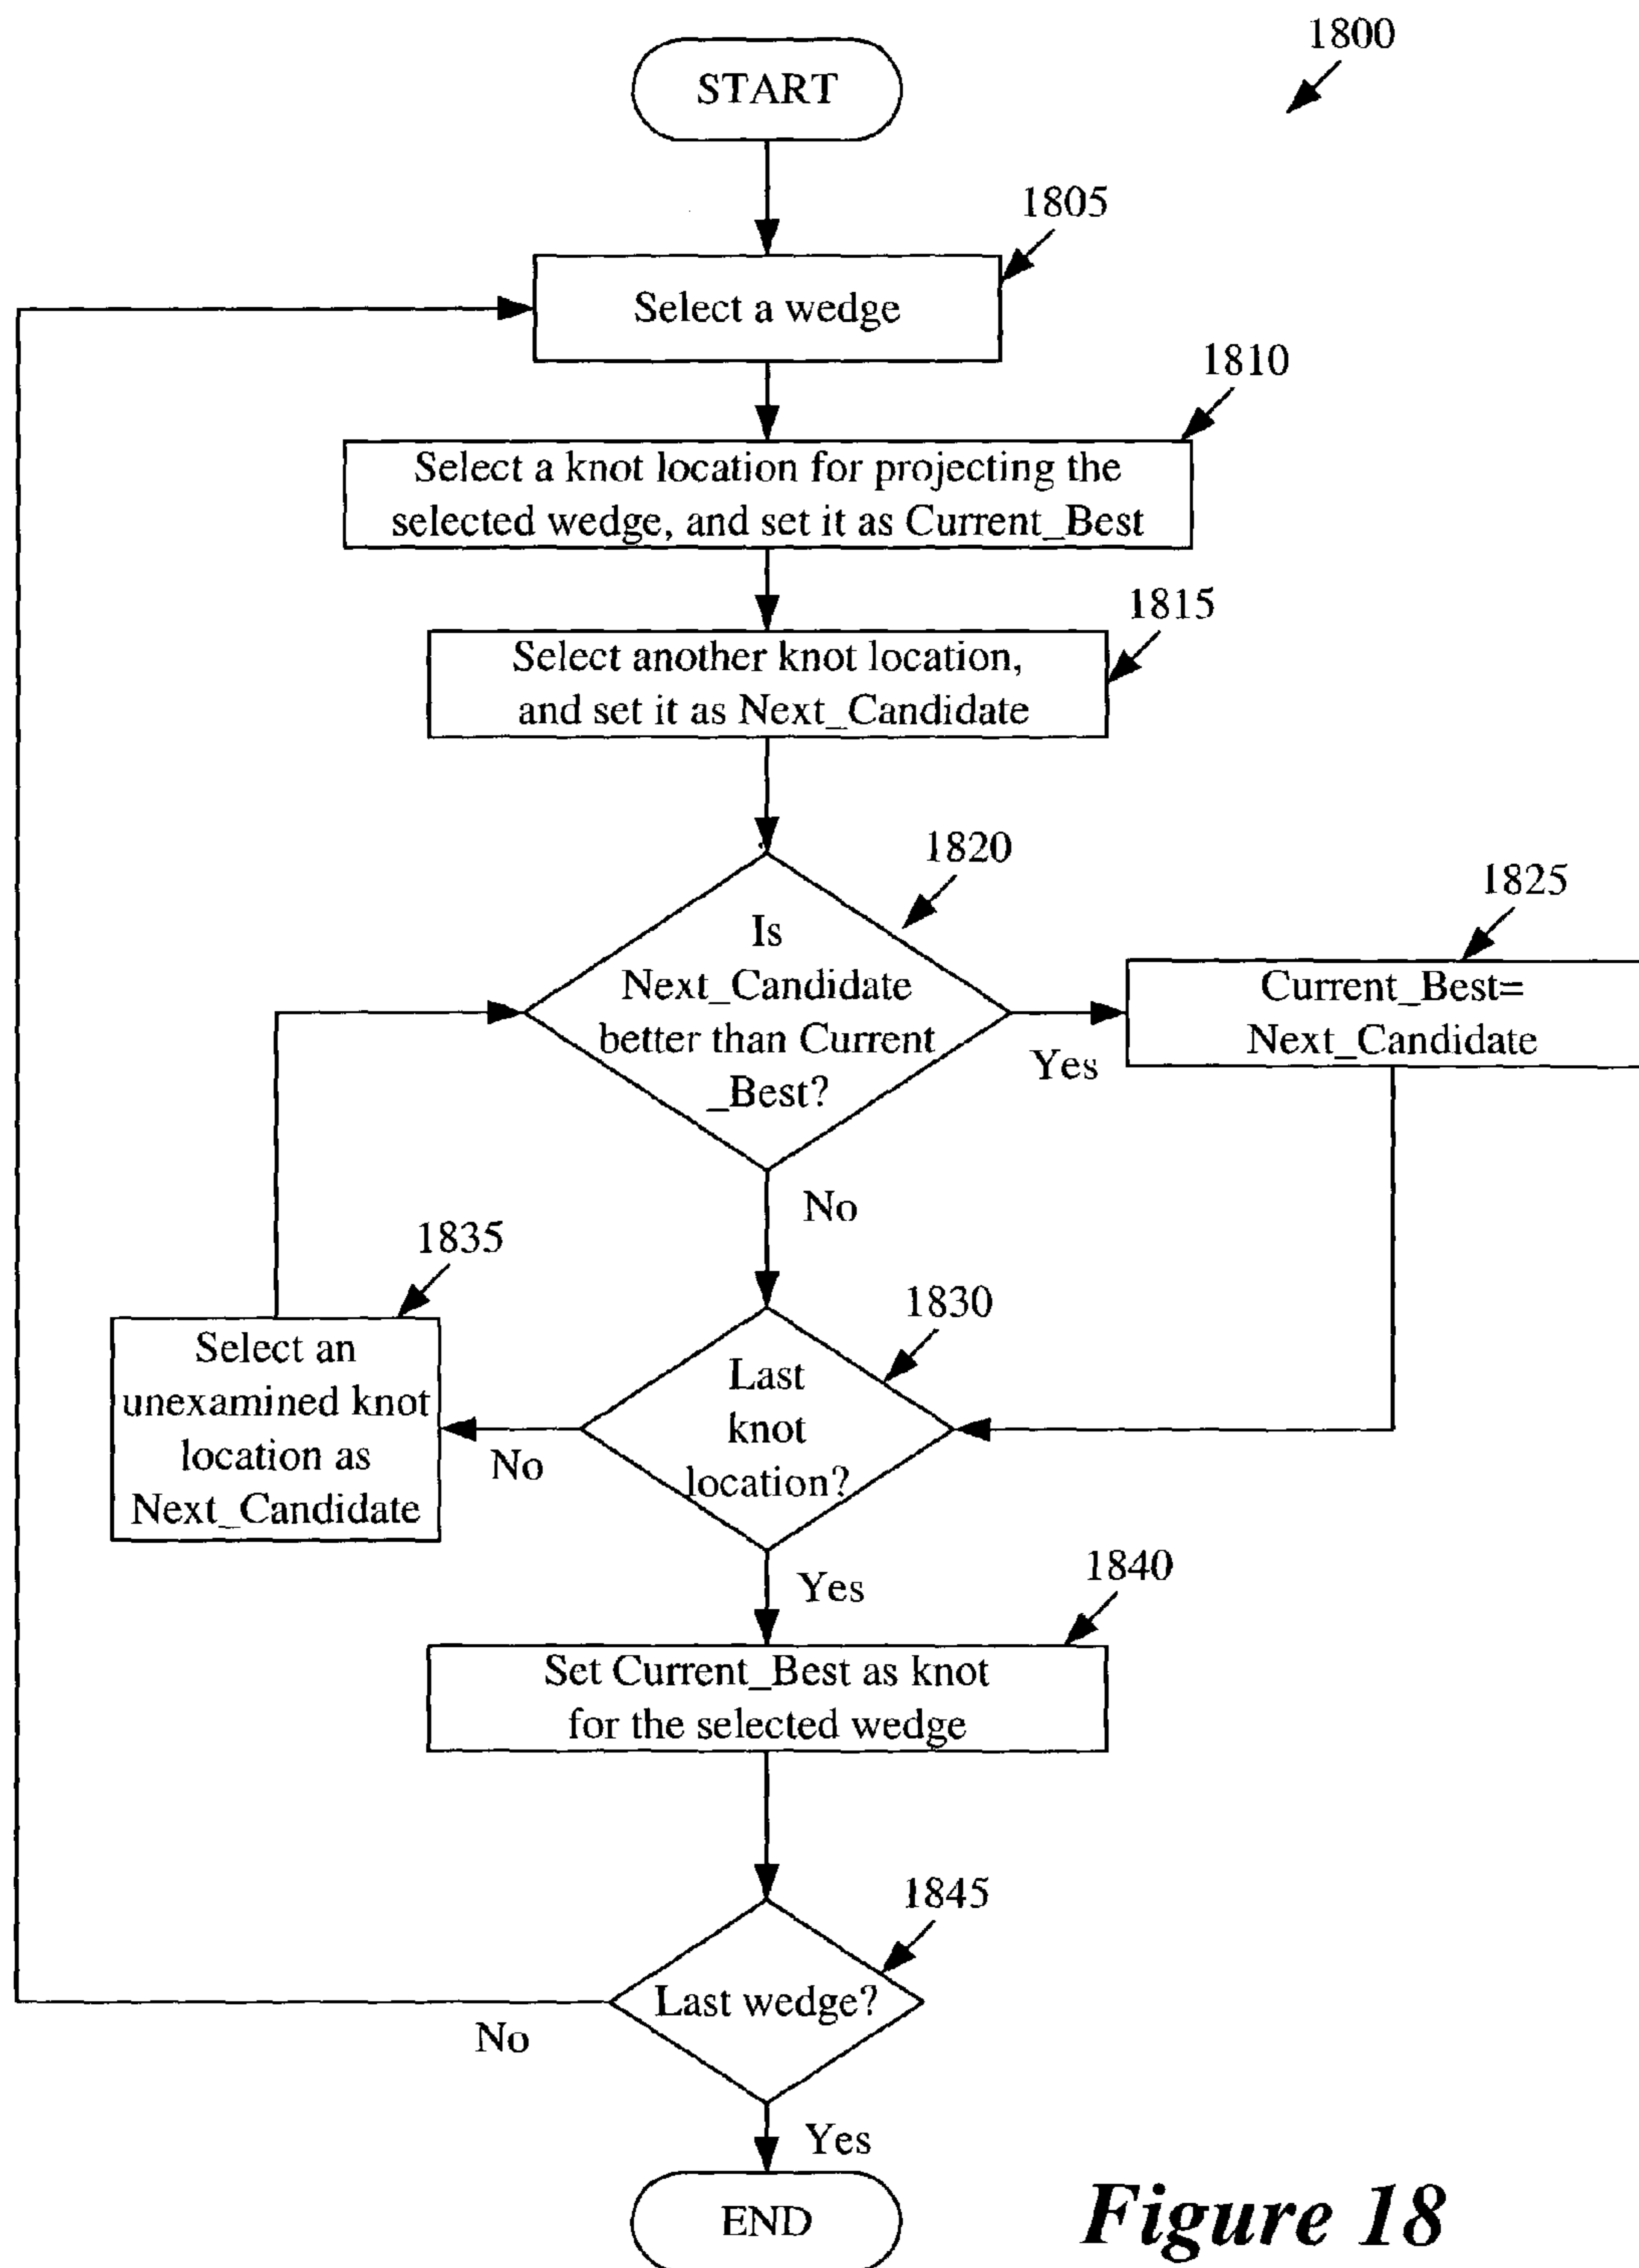 1800
START
1805
Select a wedge
1810
Select a knot location for projecting the
selected wedge, and set it as Current_Best
1815
Select another knot location,
and set it as Next_Candidate
1820
Is
Next_Candidate
better than Current
_Best?
Yes
1825
Current_Best=
Next_Candidate
No
1835
Select an
unexamined knot
location as
Next_Candidate
1830
Last
knot
location?
No
Yes
1840
Set Current_Best as knot
for the selected wedge
1845
Last wedge?
No
Yes
END
Figure 18